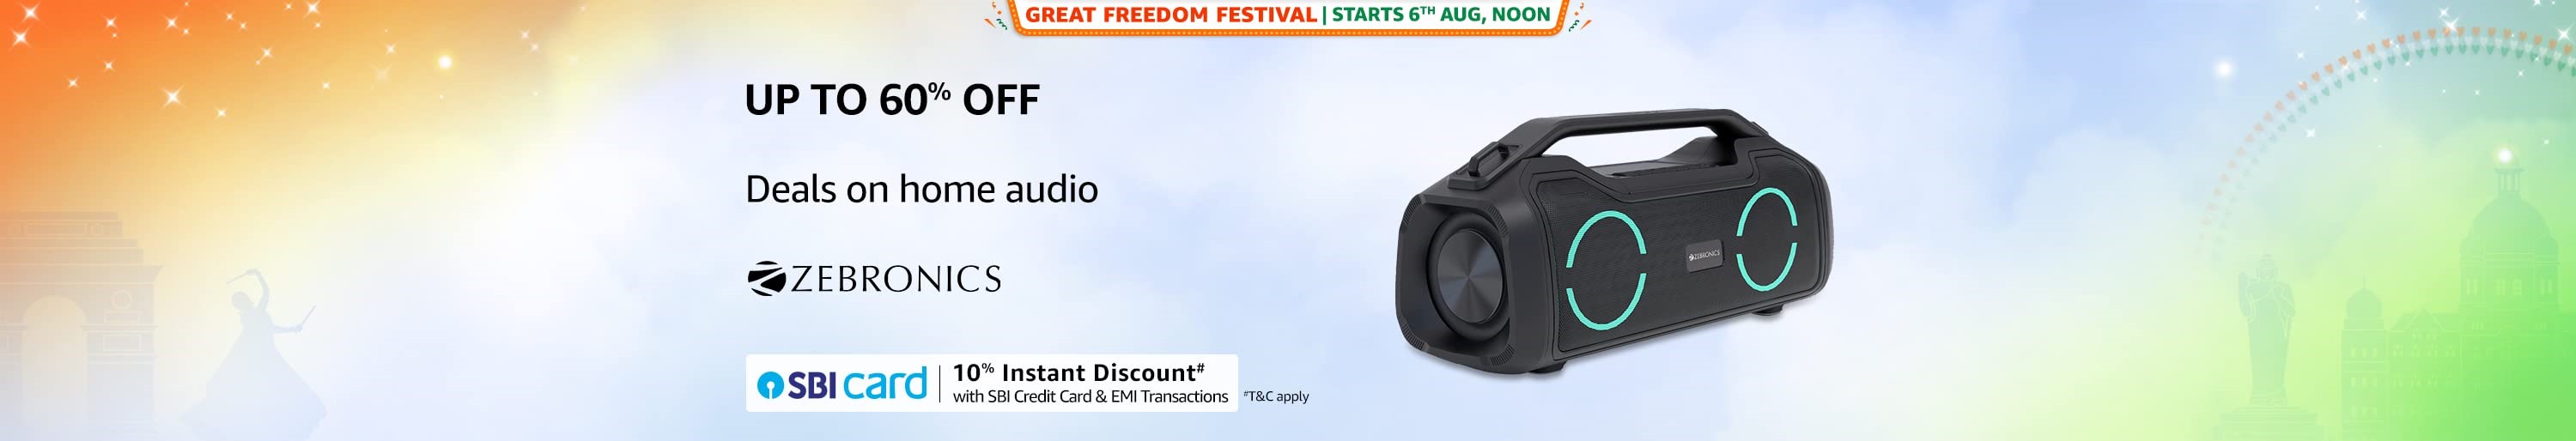 GREAT FREEDOM FESTIVAL | STARTS 6TH AUG, NOON
UP TO 60% OFF
Deals on home audio
ZEBRONICS
ZEBRONICS
SBI card | 10% Instant Discount#
with SBI Credit Card & EMI Transactions
#T&C apply